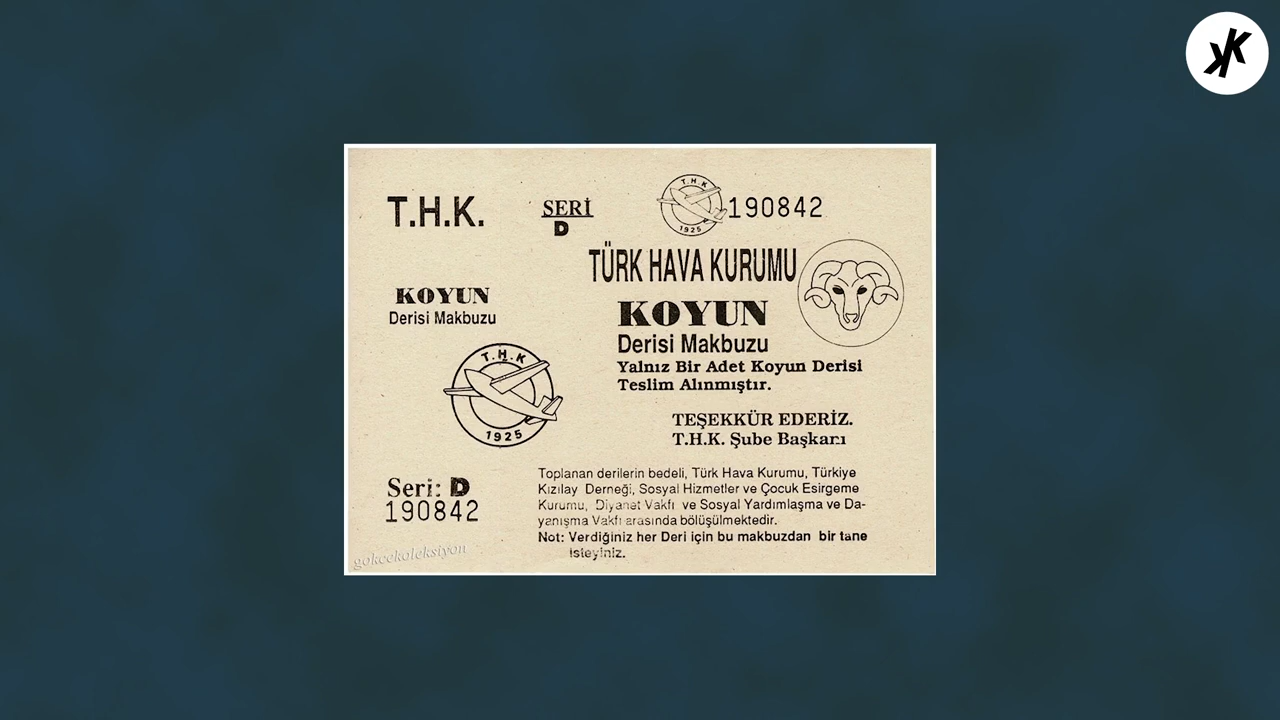 T.H.K.
SERİ
D
T.H.K
1925
190842
TÜRK HAVA KURUMU
KOYUN
Derisi Makbuzu
KOYUN
Derisi Makbuzu
Yalnız Bir Adet Koyun Derisi
Teslim Alınmıştır.
T.H.K
1925
TEŞEKKÜR EDERİZ.
T.H.K. Şube Başkanı
Seri: D
190842
Toplanan derilerin bedeli, Türk Hava Kurumu, Türkiye
Kızılay Derneği, Sosyal Hizmetler ve Çocuk Esirgeme
Kurumu, Diyanet Vakfı ve Sosyal Yardımlaşma ve Da-
yanışma Vakfı arasında bölüşülmektedir.
Not: Verdiğiniz her Deri için bu makbuzdan bir tane
isteyiniz.
gokcekoleksiyon